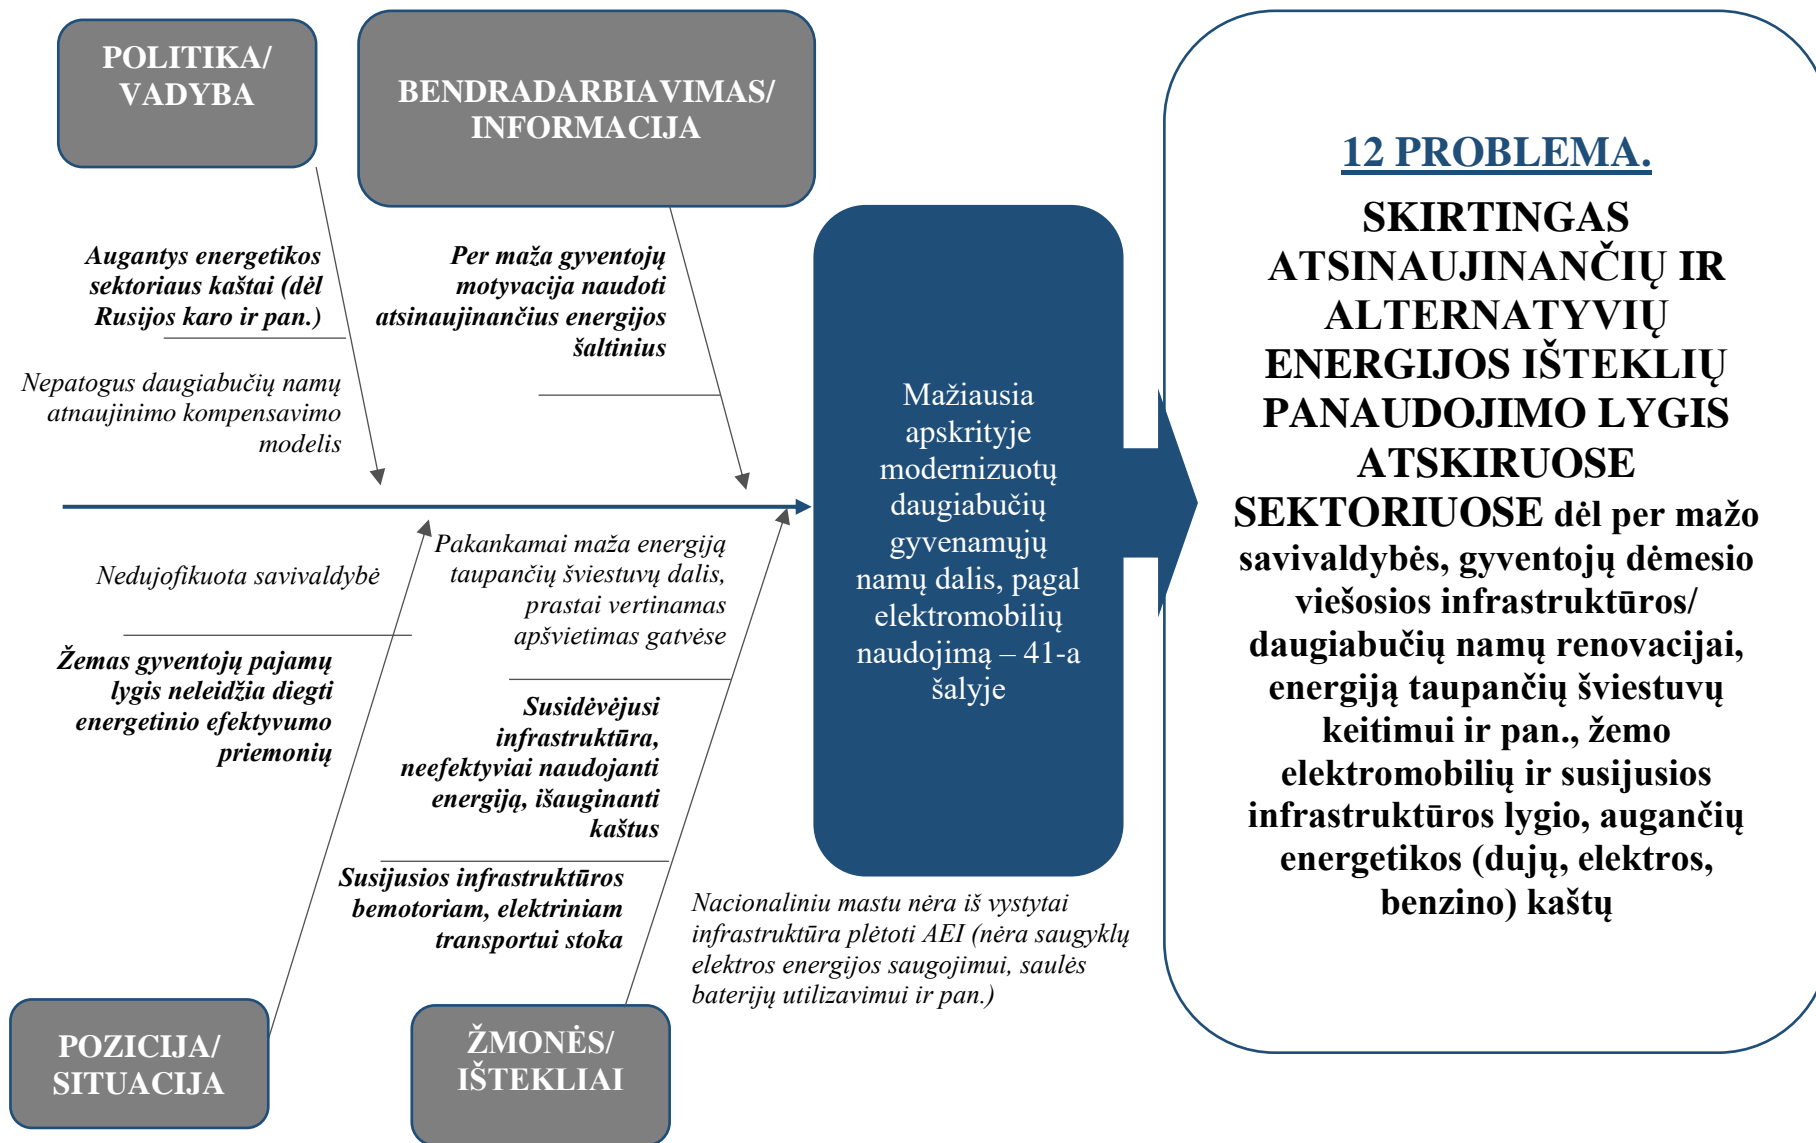 POLITIKA/
VADYBA
BENDRADARBIAVIMAS/
INFORMACIJA
Augantys energetikos
sektoriaus kaštai (dėl
Rusijos karo ir pan.)
Nepatogus daugiabučių namų
atnaujinimo kompensavimo
modelis
Per maža gyventojų
motyvacija naudoti
atsinaujinančius energijos
šaltinius
Nedujofikuota savivaldybė
Žemas gyventojų pajamų
lygis neleidžia diegti
energetinio efektyvumo
priemonių
Pakankamai maža energiją
taupančių šviestuvų dalis,
prastai vertinamas
apšvietimas gatvėse
Susidėvėjusi
infrastruktūra,
neefektyviai naudojanti
energiją, išauginanti
kaštus
Susijusios infrastruktūros
bemotoriam, elektriniam
transportui stoka
Nacionaliniu mastu nėra iš vystytai
infrastruktūra plėtoti AEI (nėra saugyklų
elektros energijos saugojimui, saulės
baterijų utilizavimui ir pan.)
POZICIJA/
SITUACIJA
ŽMONĖS/
IŠTEKLIAI
Mažiausia
apskrityje
modernizuotų
daugiabučių
gyvenamųjų
namų dalis, pagal
elektromobilių
naudojimą – 41-a
šalyje
12 PROBLEMA.
SKIRTINGAS
ATSINAUJINANČIŲ IR
ALTERNATYVIŲ
ENERGIJOS IŠTEKLIŲ
PANAUDOJIMO LYGIS
ATSKIRUOSE
SEKTORIUOSE dėl per mažo
savivaldybės, gyventojų dėmesio
viešosios infrastruktūros/
daugiabučių namų renovacijai,
energiją taupančių šviestuvų
keitimui ir pan., žemo
elektromobilių ir susijusios
infrastruktūros lygio, augančių
energetikos (dujų, elektros,
benzino) kaštų